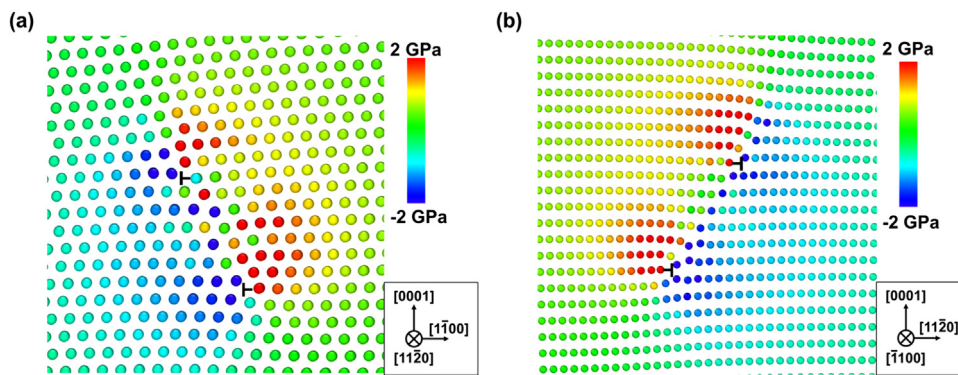 (a)
2 GPa
-2 GPa
[0001]
[11̄00]
[112̄0]
(b)
2 GPa
-2 GPa
[0001]
[112̄0]
[1̄100]